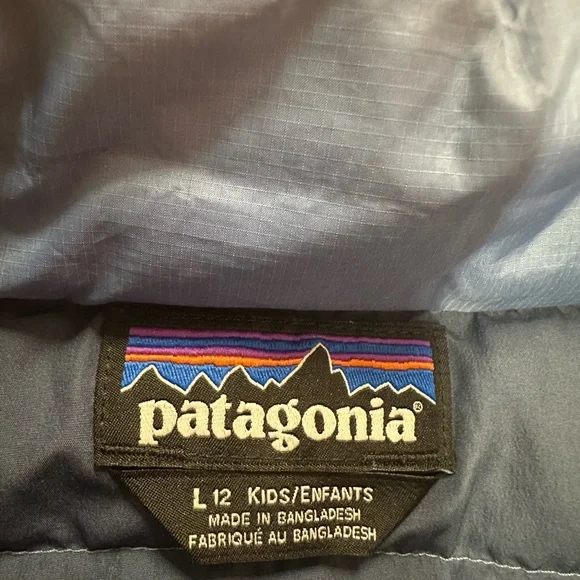 patagonia®
L 12 KIDS/ENFANTS
MADE IN BANGLADESH
FABRIQUÉ AU BANGLADESH